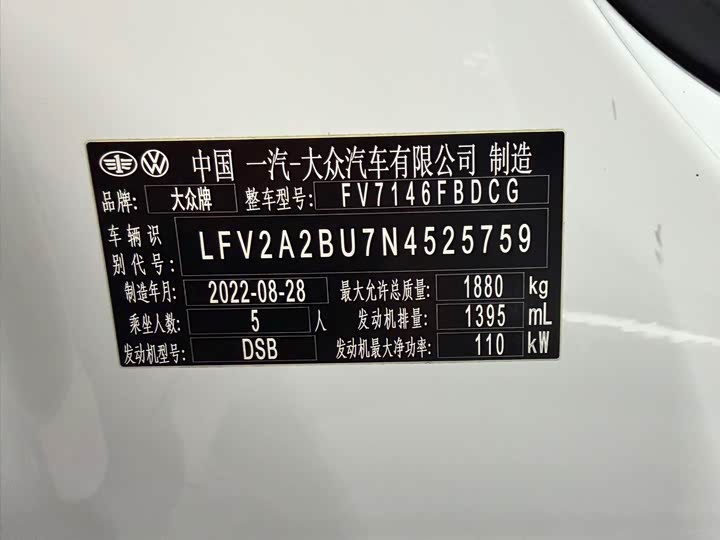 中国 一汽-大众汽车有限公司 制造
品牌: 大众牌 整车型号: FV7146FBDCG
车辆识别代号: LFV2A2BU7N4525759
制造年月: 2022-08-28 最大允许总质量: 1880 kg
乘坐人数: 5 人 发动机排量: 1395 mL
发动机型号: DSB 发动机最大净功率: 110 kW